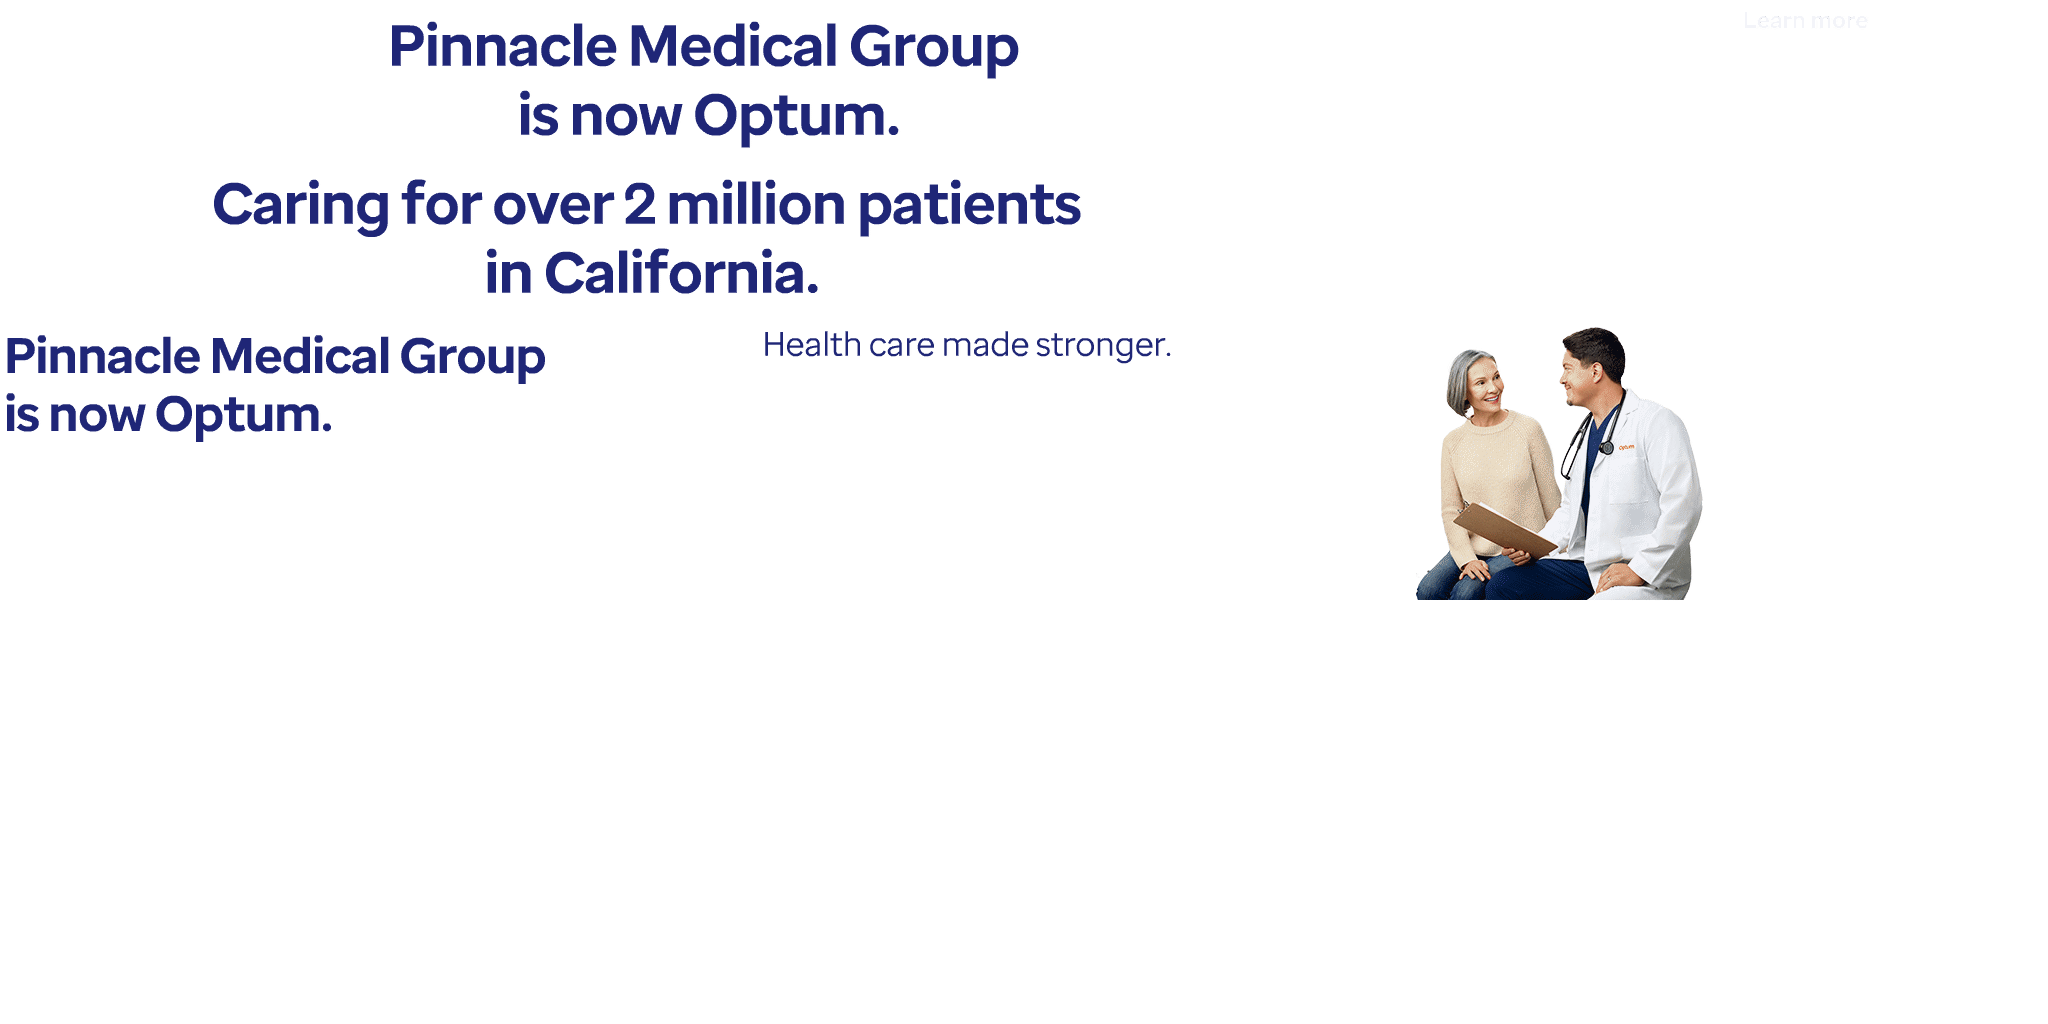 Learn more
Pinnacle Medical Group
is now Optum.
Caring for over 2 million patients
in California.
Pinnacle Medical Group
is now Optum.
Health care made stronger.
Optum